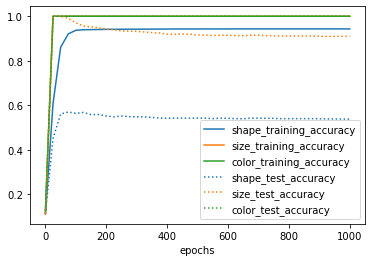 1.0
0.8
0.6
0.4
0.2
shape_training_accuracy
size_training_accuracy
color_training_accuracy
shape_test_accuracy
size_test_accuracy
color_test_accuracy
0 200 400 600 800 1000
epochs